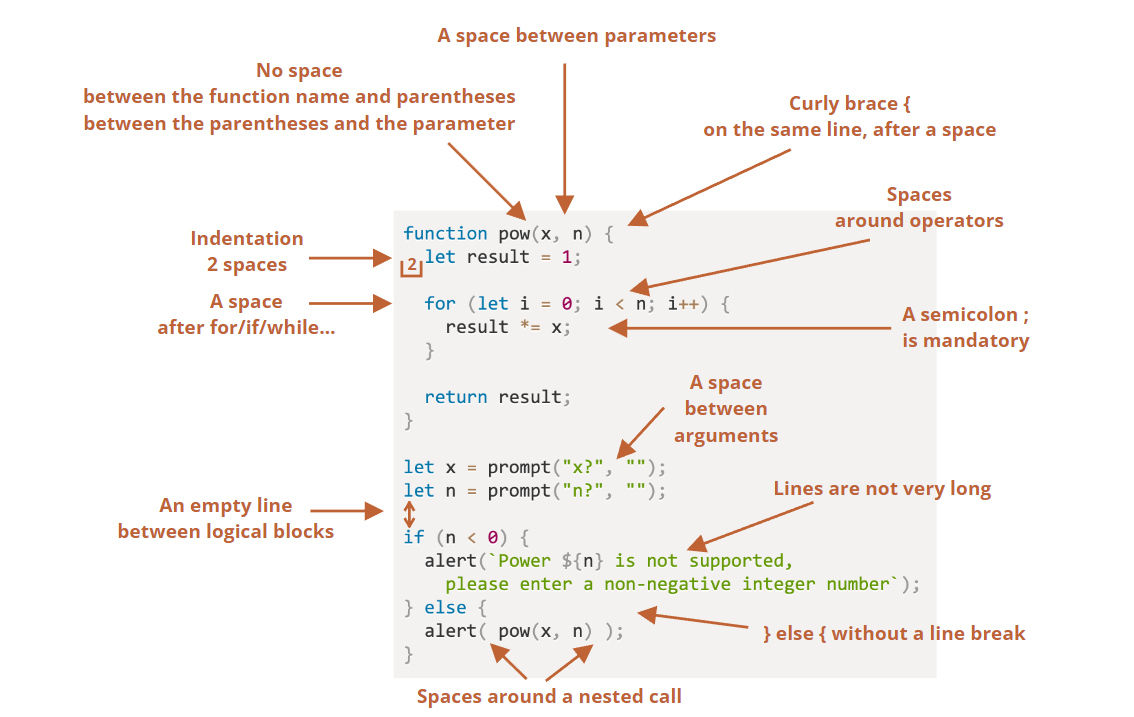 A space between parameters
No space
between the function name and parentheses
between the parentheses and the parameter
Curly brace {
on the same line, after a space
Spaces
around operators
Indentation
2 spaces
A space
after for/if/while…
A semicolon ;
is mandatory
A space
between
arguments
An empty line
between logical blocks
Lines are not very long
} else { without a line break
Spaces around a nested call
function pow(x, n) {
2
  let result = 1;

  for (let i = 0; i < n; i++) {
    result *= x;
  }

  return result;
}

let x = prompt("x?", "");
let n = prompt("n?", "");

if (n < 0) {
  alert(`Power ${n} is not supported,
    please enter a non-negative integer number`);
} else {
  alert( pow(x, n) );
}